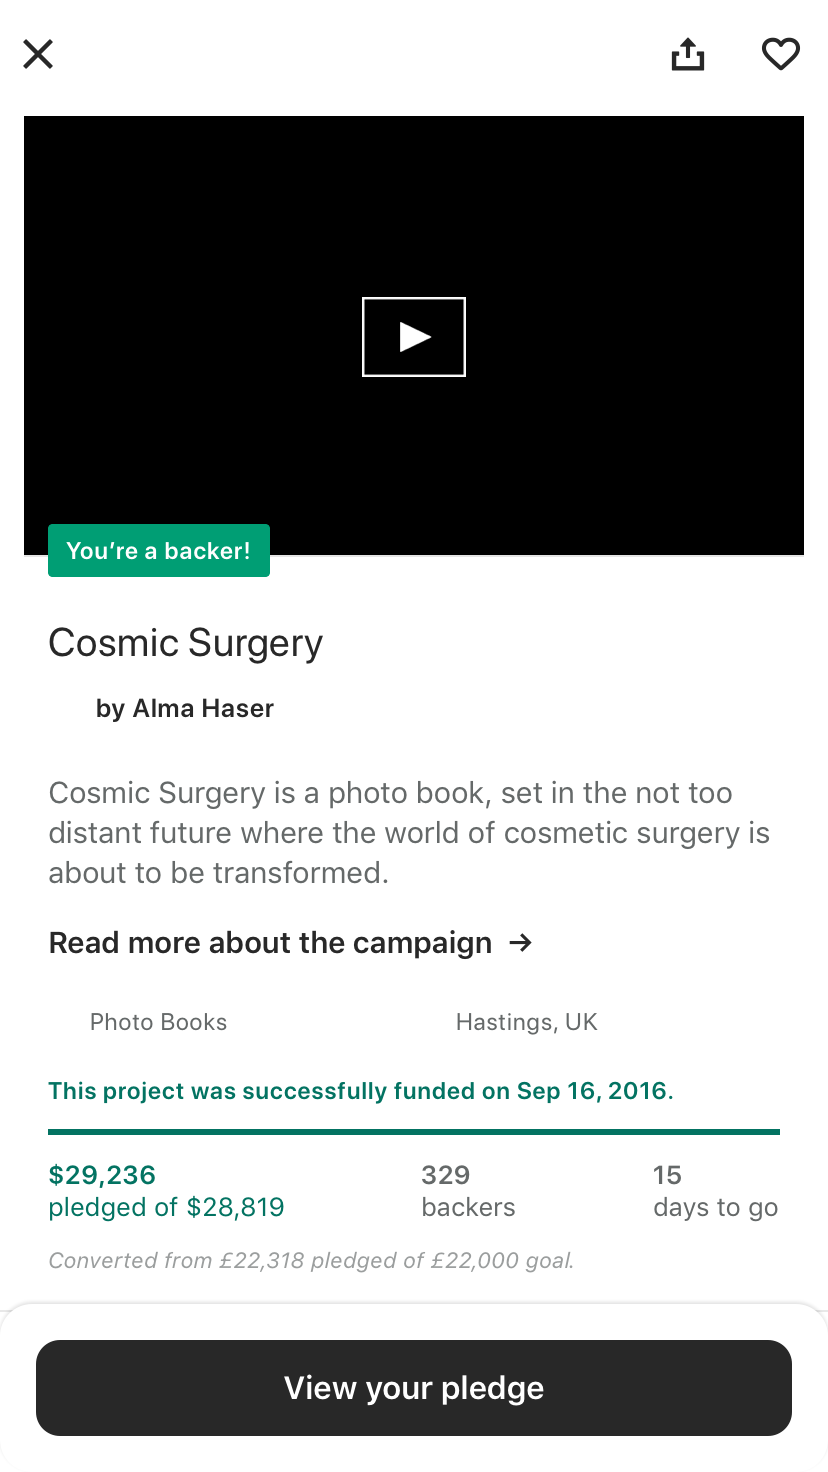 You’re a backer!
Cosmic Surgery
by Alma Haser
Cosmic Surgery is a photo book, set in the not too
distant future where the world of cosmetic surgery is
about to be transformed.
Read more about the campaign →
Photo Books
Hastings, UK
This project was successfully funded on Sep 16, 2016.
$29,236
pledged of $28,819
329
backers
15
days to go
Converted from £22,318 pledged of £22,000 goal.
View your pledge